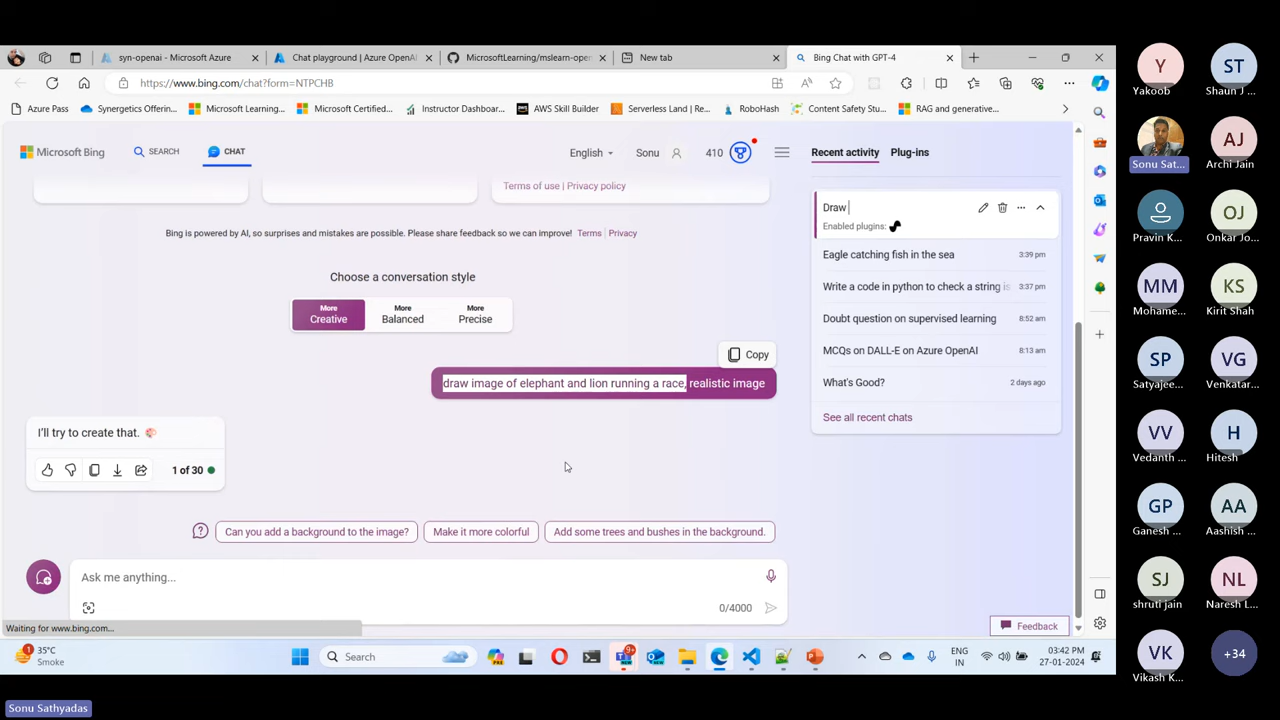 syn-openai - Microsoft Azure
Chat playground | Azure OpenAI
MicrosoftLearning/mslearn-open
New tab
Bing Chat with GPT-4
https://www.bing.com/chat?form=NTPCHB
Azure Pass
Synergetics Offering...
Microsoft Learning...
Microsoft Certified...
Instructor Dashboar...
AWS Skill Builder
Serverless Land | Re...
RoboHash
Content Safety Stu...
RAG and generative...
Microsoft Bing
SEARCH
CHAT
English
Sonu
410
Recent activity
Plug-ins
Terms of use | Privacy policy
Bing is powered by AI, so surprises and mistakes are possible. Please share feedback so we can improve! Terms | Privacy
Choose a conversation style
More
Creative
More
Balanced
More
Precise
Copy
draw image of elephant and lion running a race, realistic image
I'll try to create that.
1 of 30
Can you add a background to the image?
Make it more colorful
Add some trees and bushes in the background.
Ask me anything...
0/4000
Waiting for www.bing.com...
Draw
Enabled plugins:
Eagle catching fish in the sea
3:39 pm
Write a code in python to check a string is
3:37 pm
Doubt question on supervised learning
8:52 am
MCQs on DALL-E on Azure OpenAI
8:13 am
What's Good?
2 days ago
See all recent chats
Feedback
1
35°C
Smoke
Search
9+
ENG
IN
03:42 PM
27-01-2024
Sonu Sathyadas
Y
Yakoob
ST
Shaun J ...
Sonu Sat...
AJ
Archi Jain
Pravin K...
OJ
Onkar Jo...
MM
Mohame...
KS
Kirit Shah
SP
Satyajee...
VG
Venkatar...
VV
Vedanth ...
H
Hitesh
GP
Ganesh ...
AA
Aashish ...
SJ
shruti jain
NL
Naresh L...
VK
Vikash K...
+34